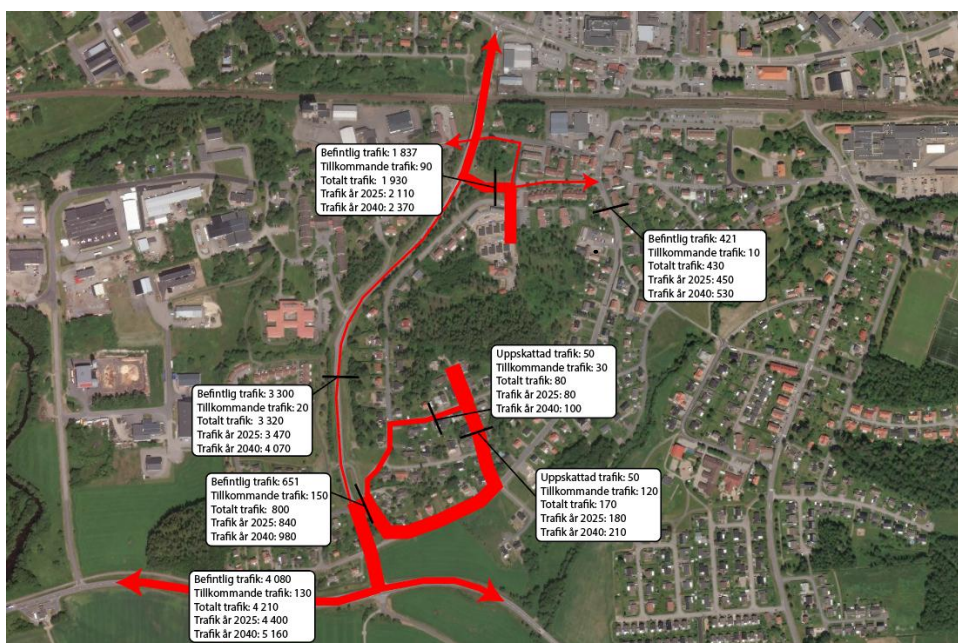 Befintlig trafik: 1 837
Tillkommande trafik: 90
Totalt trafik: 1 930
Trafik år 2025: 2 110
Trafik år 2040: 2 370
Befintlig trafik: 421
Tillkommande trafik: 10
Totalt trafik: 430
Trafik år 2025: 450
Trafik år 2040: 530
Uppskattad trafik: 50
Tillkommande trafik: 30
Totalt trafik: 80
Trafik år 2025: 80
Trafik år 2040: 100
Befintlig trafik: 3 300
Tillkommande trafik: 20
Totalt trafik: 3 320
Trafik år 2025: 3 470
Trafik år 2040: 4 070
Uppskattad trafik: 50
Tillkommande trafik: 120
Totalt trafik: 170
Trafik år 2025: 180
Trafik år 2040: 210
Befintlig trafik: 651
Tillkommande trafik: 150
Totalt trafik: 800
Trafik år 2025: 840
Trafik år 2040: 980
Befintlig trafik: 4 080
Tillkommande trafik: 130
Totalt trafik: 4 210
Trafik år 2025: 4 400
Trafik år 2040: 5 160